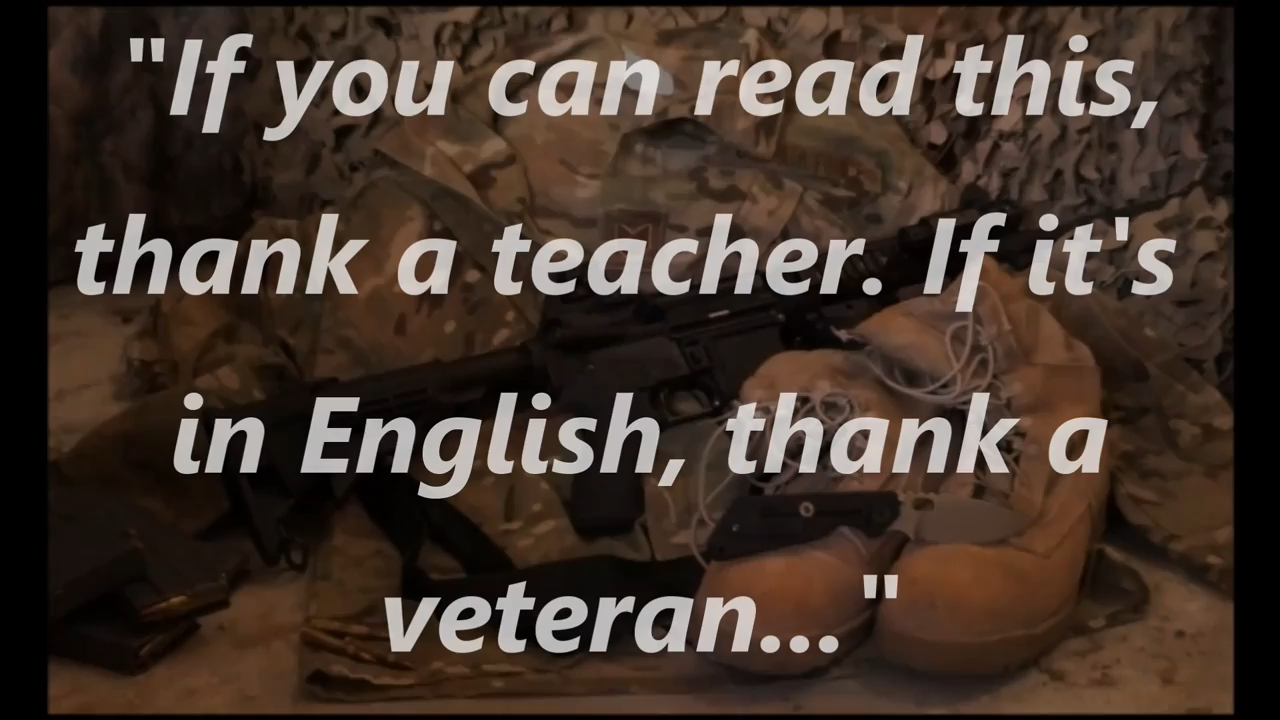 "If you can read this,
thank a teacher. If it's
in English, thank a
veteran..."